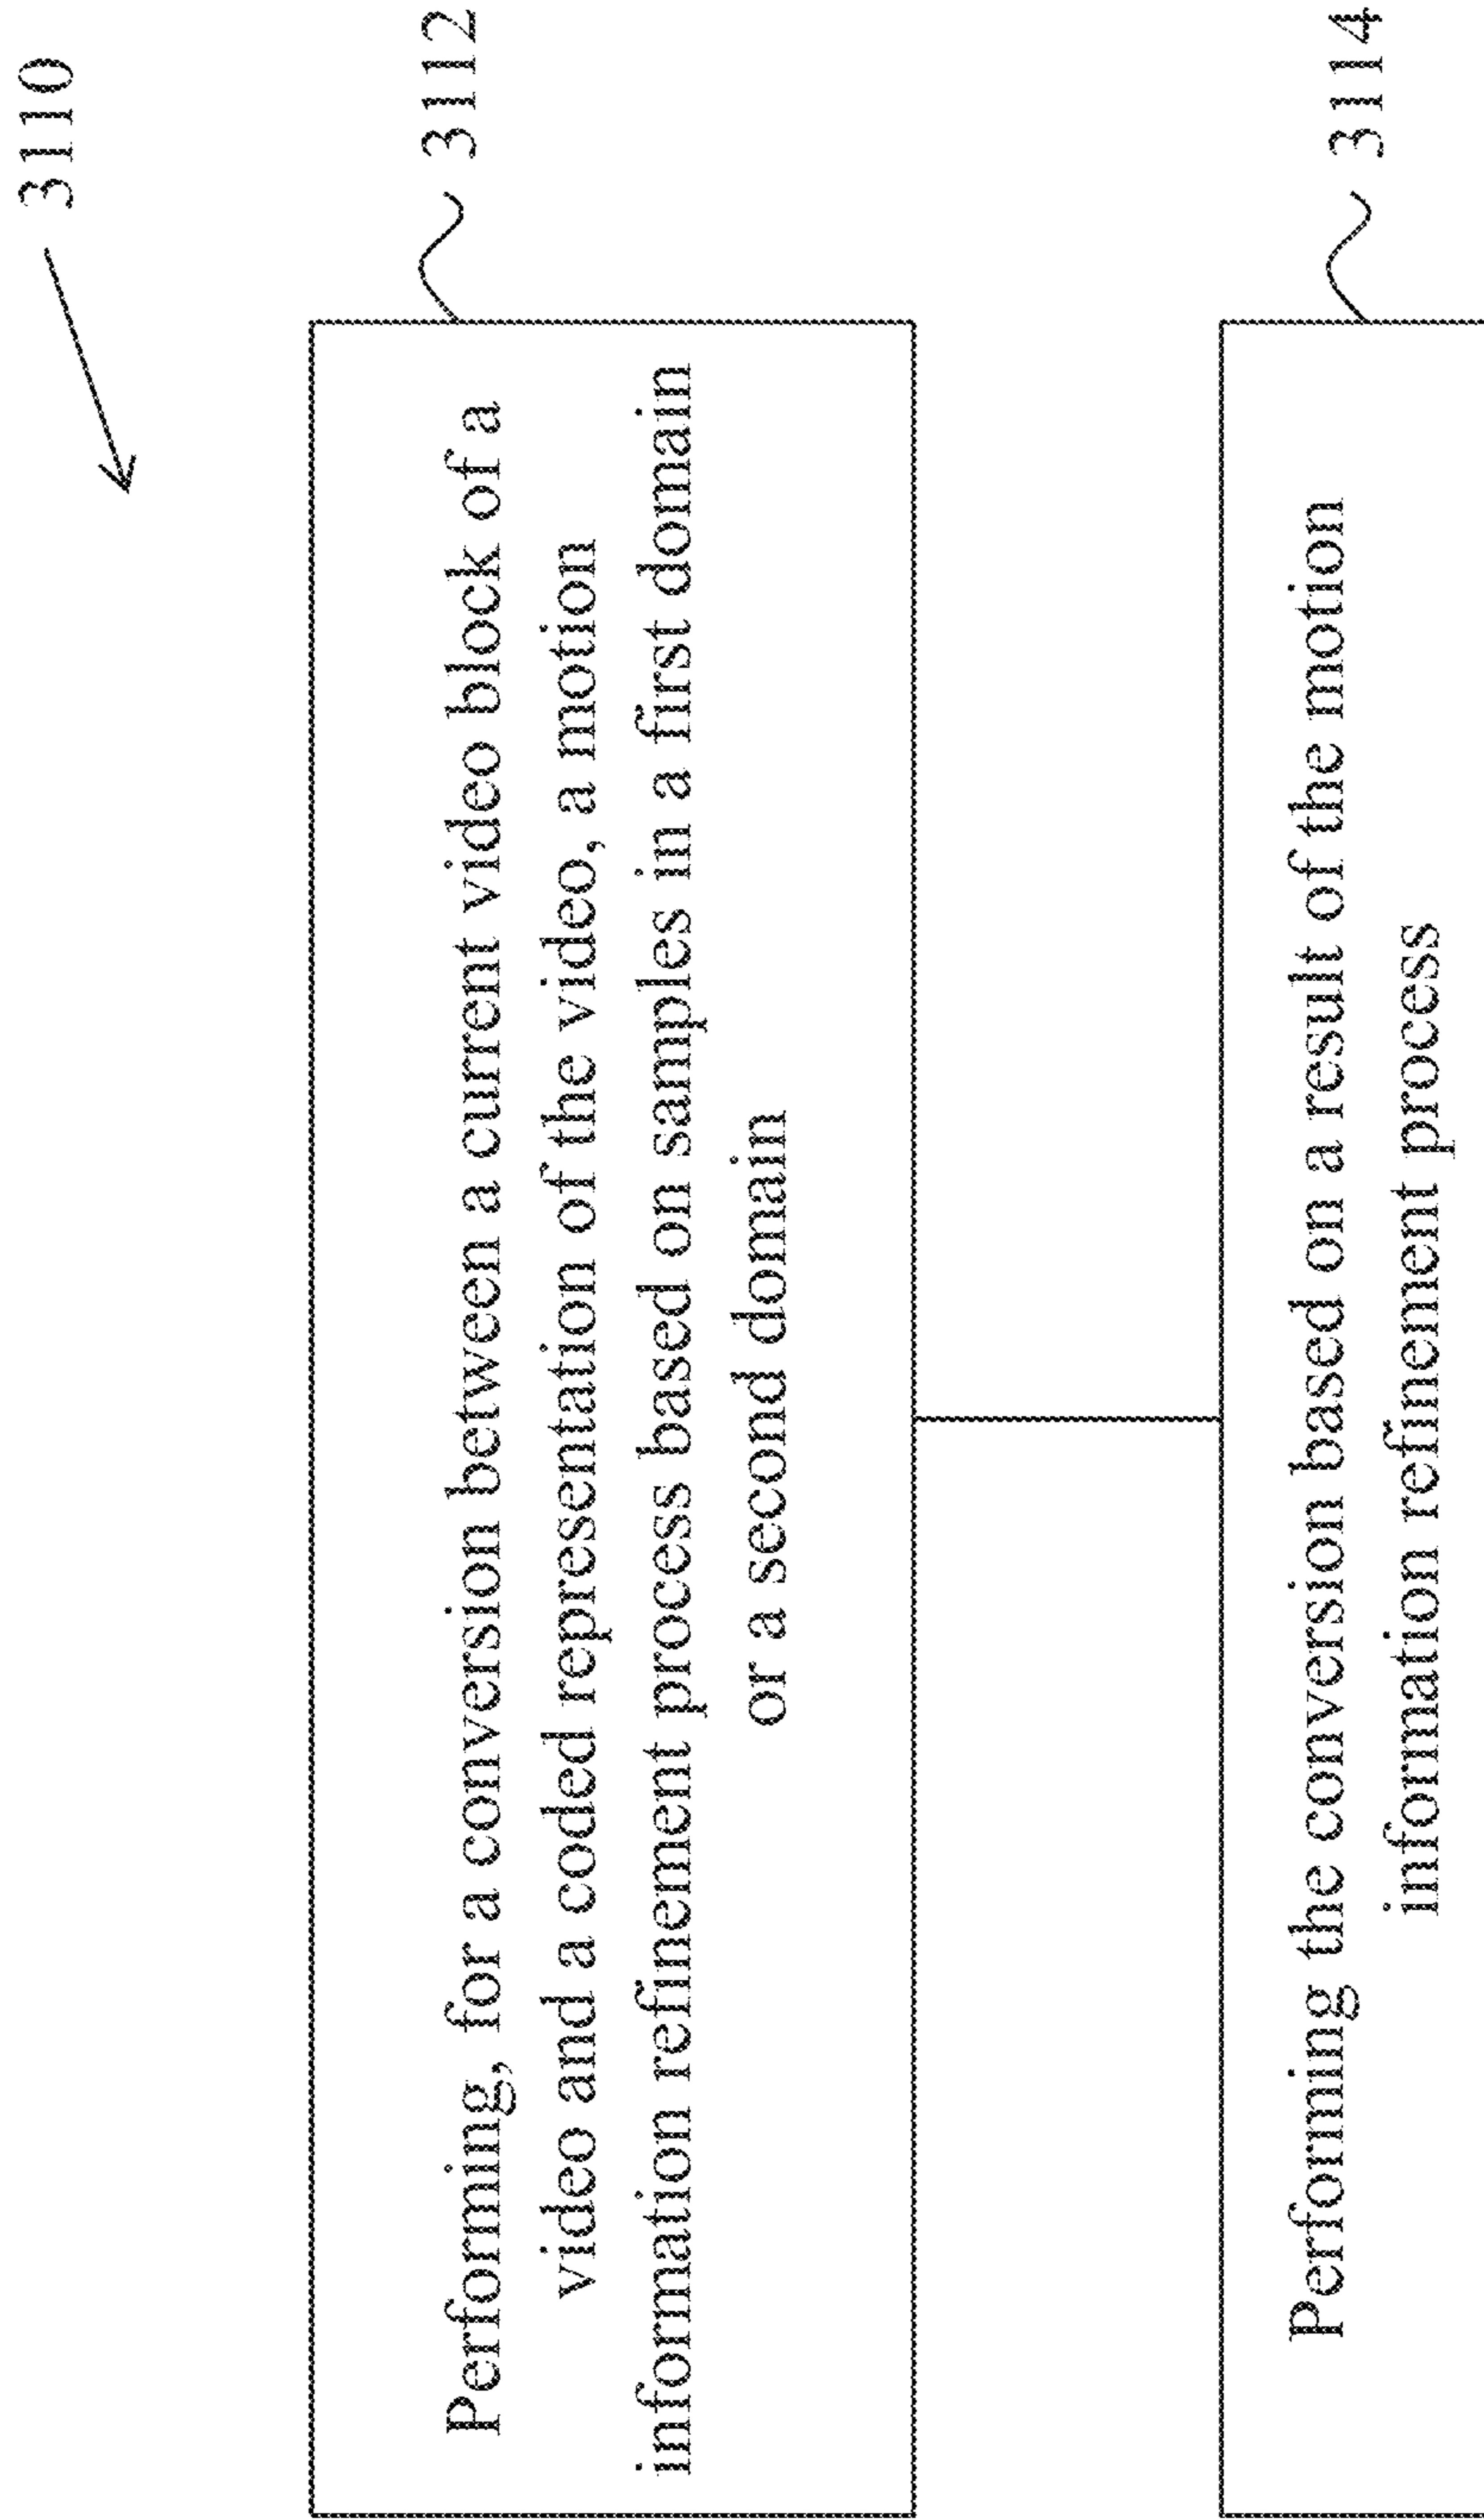 3110
3112
Performing, for a conversion between a current video block of a
video and a coded representation of the video, a motion
information refinement process based on samples in a first domain
or a second domain
3114
Performing the conversion based on a result of the motion
information refinement process